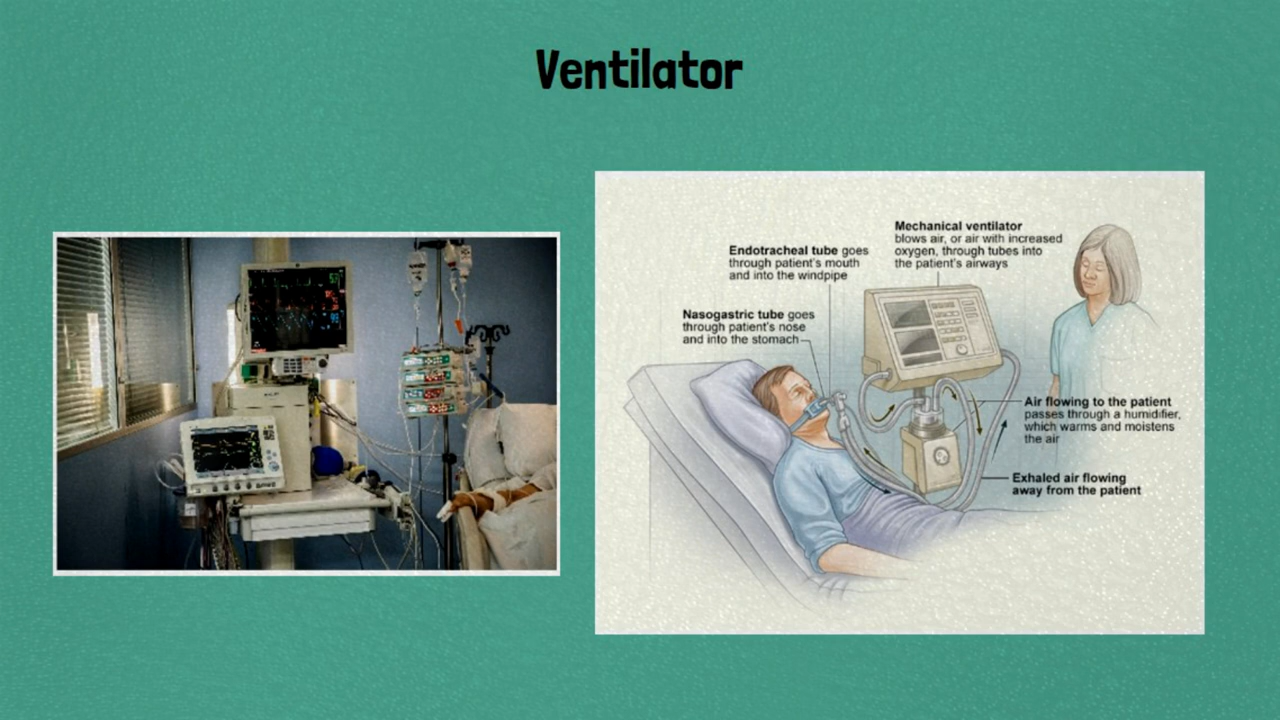 Ventilator
Mechanical ventilator
blows air, or air with increased
oxygen, through tubes into
the patient's airways
Endotracheal tube goes
through patient's mouth
and into the windpipe
Nasogastric tube goes
through patient's nose
and into the stomach
Air flowing to the patient
passes through a humidifier,
which warms and moistens
the air
Exhaled air flowing
away from the patient